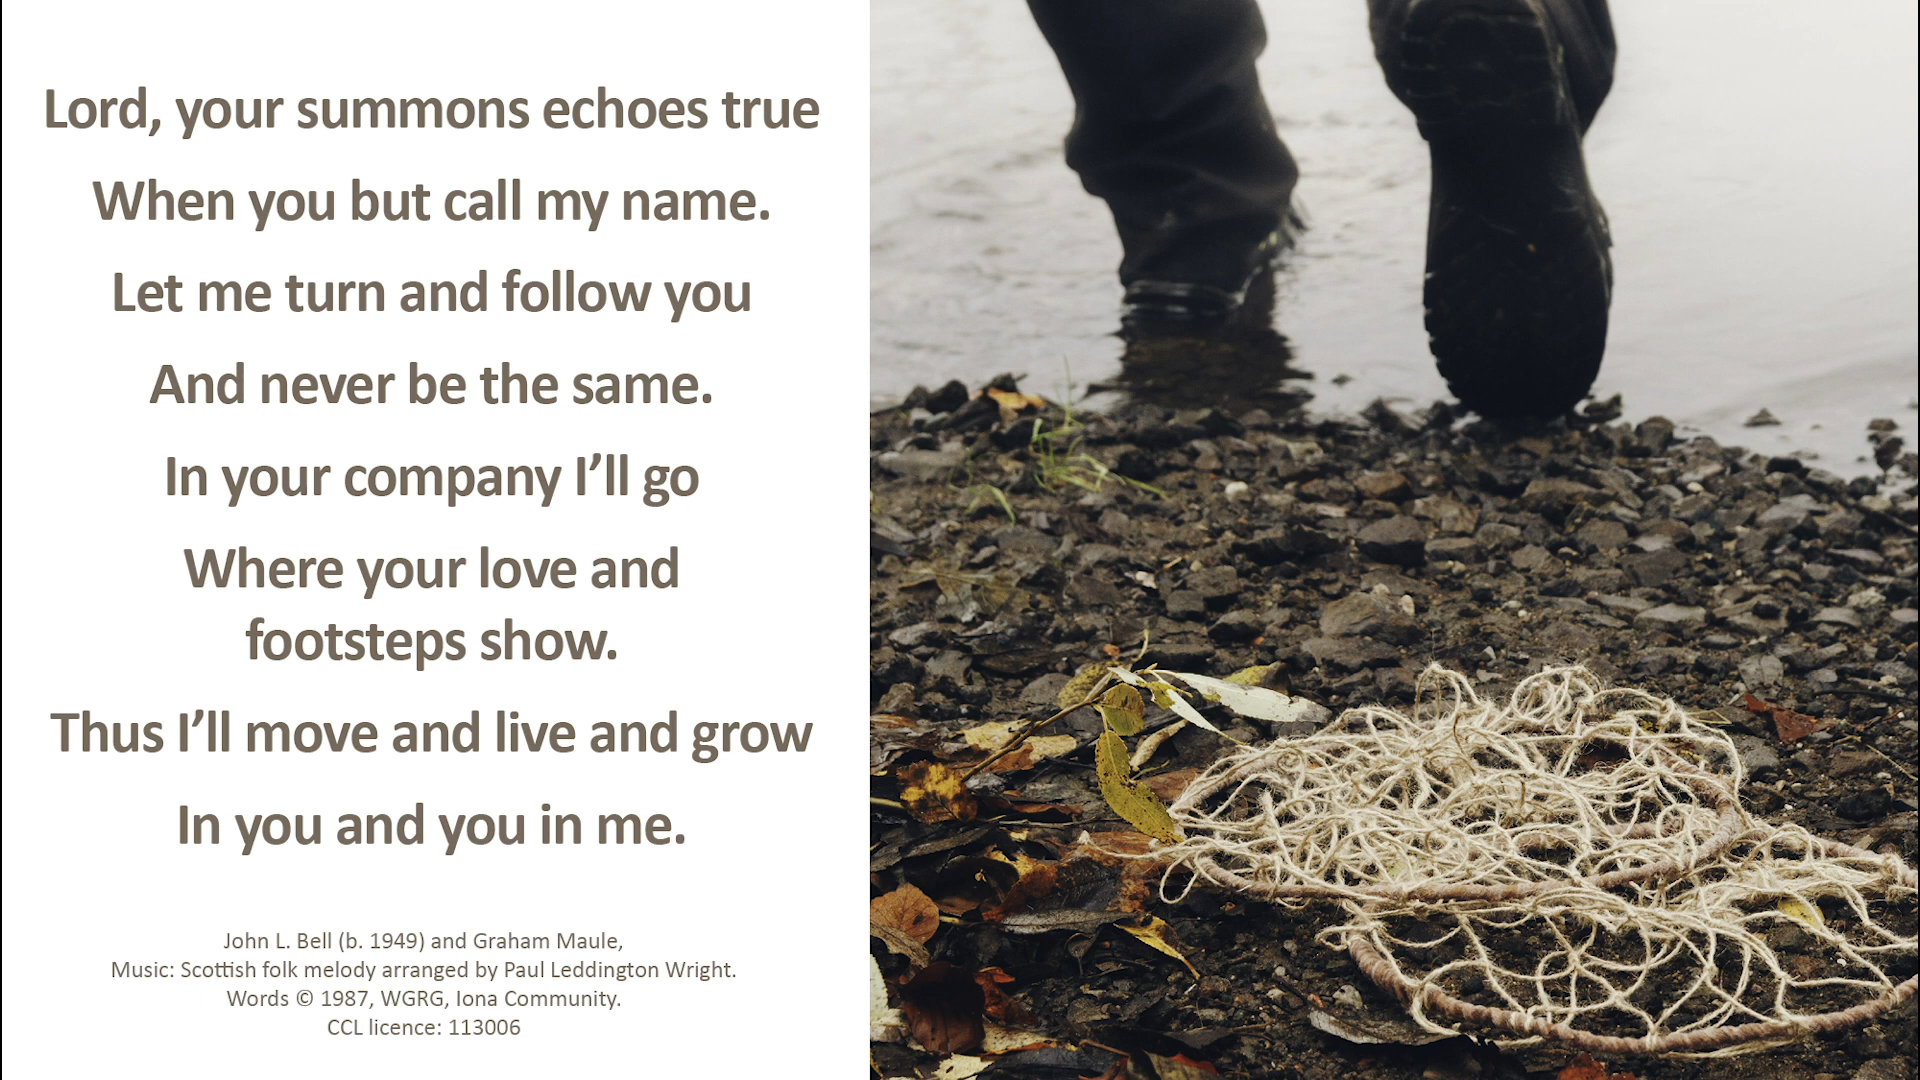 Lord, your summons echoes true
When you but call my name.
Let me turn and follow you
And never be the same.
In your company I’ll go
Where your love and
footsteps show.
Thus I’ll move and live and grow
In you and you in me.
John L. Bell (b. 1949) and Graham Maule,
Music: Scottish folk melody arranged by Paul Leddington Wright.
Words © 1987, WGRG, Iona Community.
CCL licence: 113006